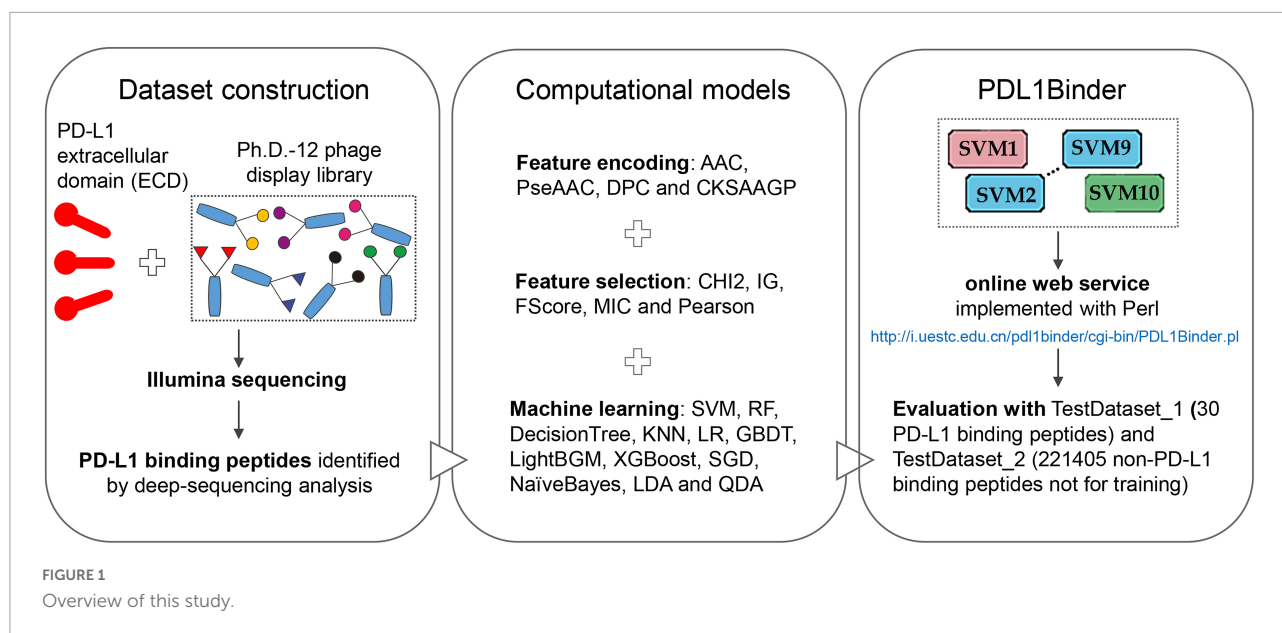 Dataset construction
PD-L1
extracellular
domain (ECD)
Ph.D.-12 phage
display library
Illumina sequencing
PD-L1 binding peptides identified
by deep-sequencing analysis
Computational models
Feature encoding: AAC,
PseAAC, DPC and CKSAAGP
Feature selection: CHI2, IG,
FScore, MIC and Pearson
Machine learning: SVM, RF,
DecisionTree, KNN, LR, GBDT,
LightBGM, XGBoost, SGD,
NaïveBayes, LDA and QDA
PDL1Binder
SVM1
SVM9
SVM2
SVM10
online web service
implemented with Perl
http://i.uestc.edu.cn/pdl1binder/cgi-bin/PDL1Binder.pl
Evaluation with TestDataset_1 (30
PD-L1 binding peptides) and
TestDataset_2 (221405 non-PD-L1
binding peptides not for training)
FIGURE 1
Overview of this study.